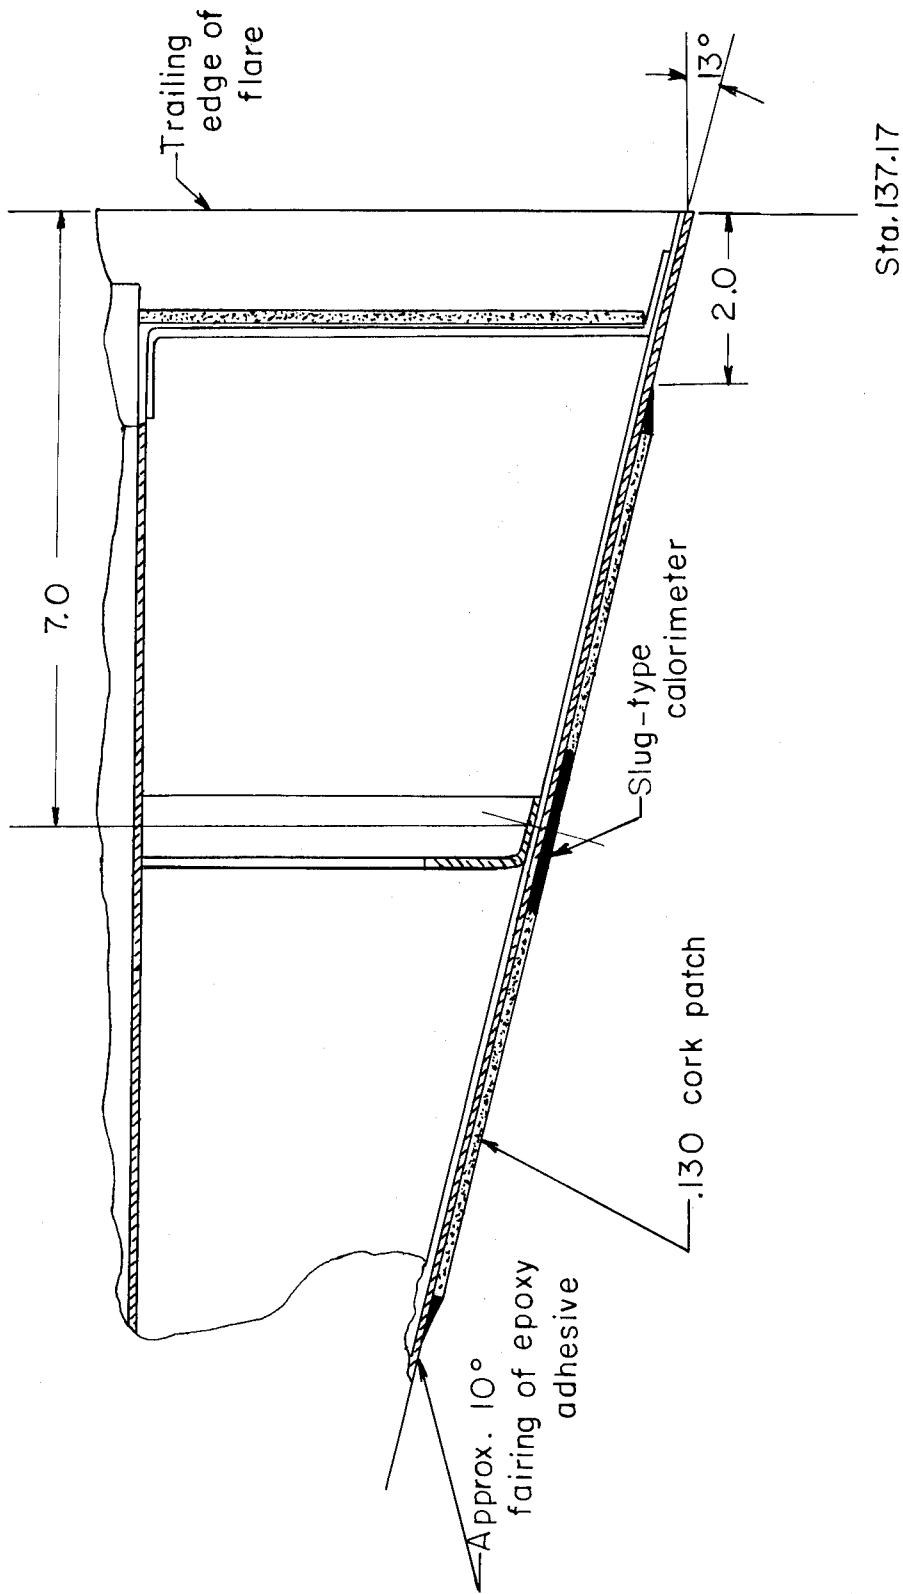 Trailing
edge of
flare
7.0
13°
2.0
Sta. 137.17
Slug-type
calorimeter
.130 cork patch
Approx. 10°
fairing of epoxy
adhesive